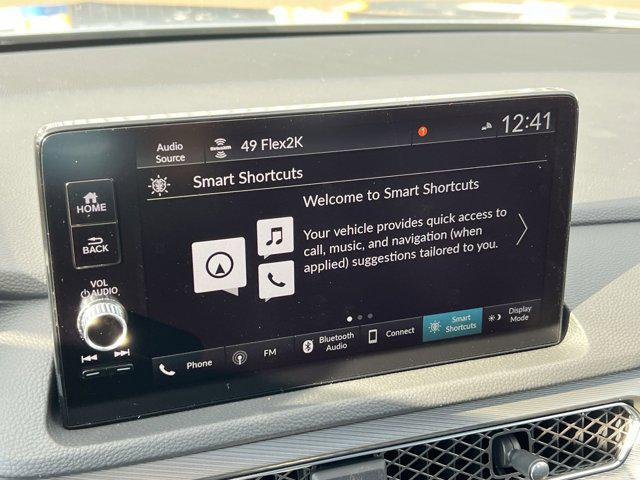 Audio
Source
SiriusXM
49 Flex2K
1
12:41
Smart Shortcuts
HOME
BACK
VOL
AUDIO
Welcome to Smart Shortcuts
Your vehicle provides quick access to
call, music, and navigation (when
applied) suggestions tailored to you.
Phone
FM
Bluetooth
Audio
Connect
Smart
Shortcuts
Display
Mode